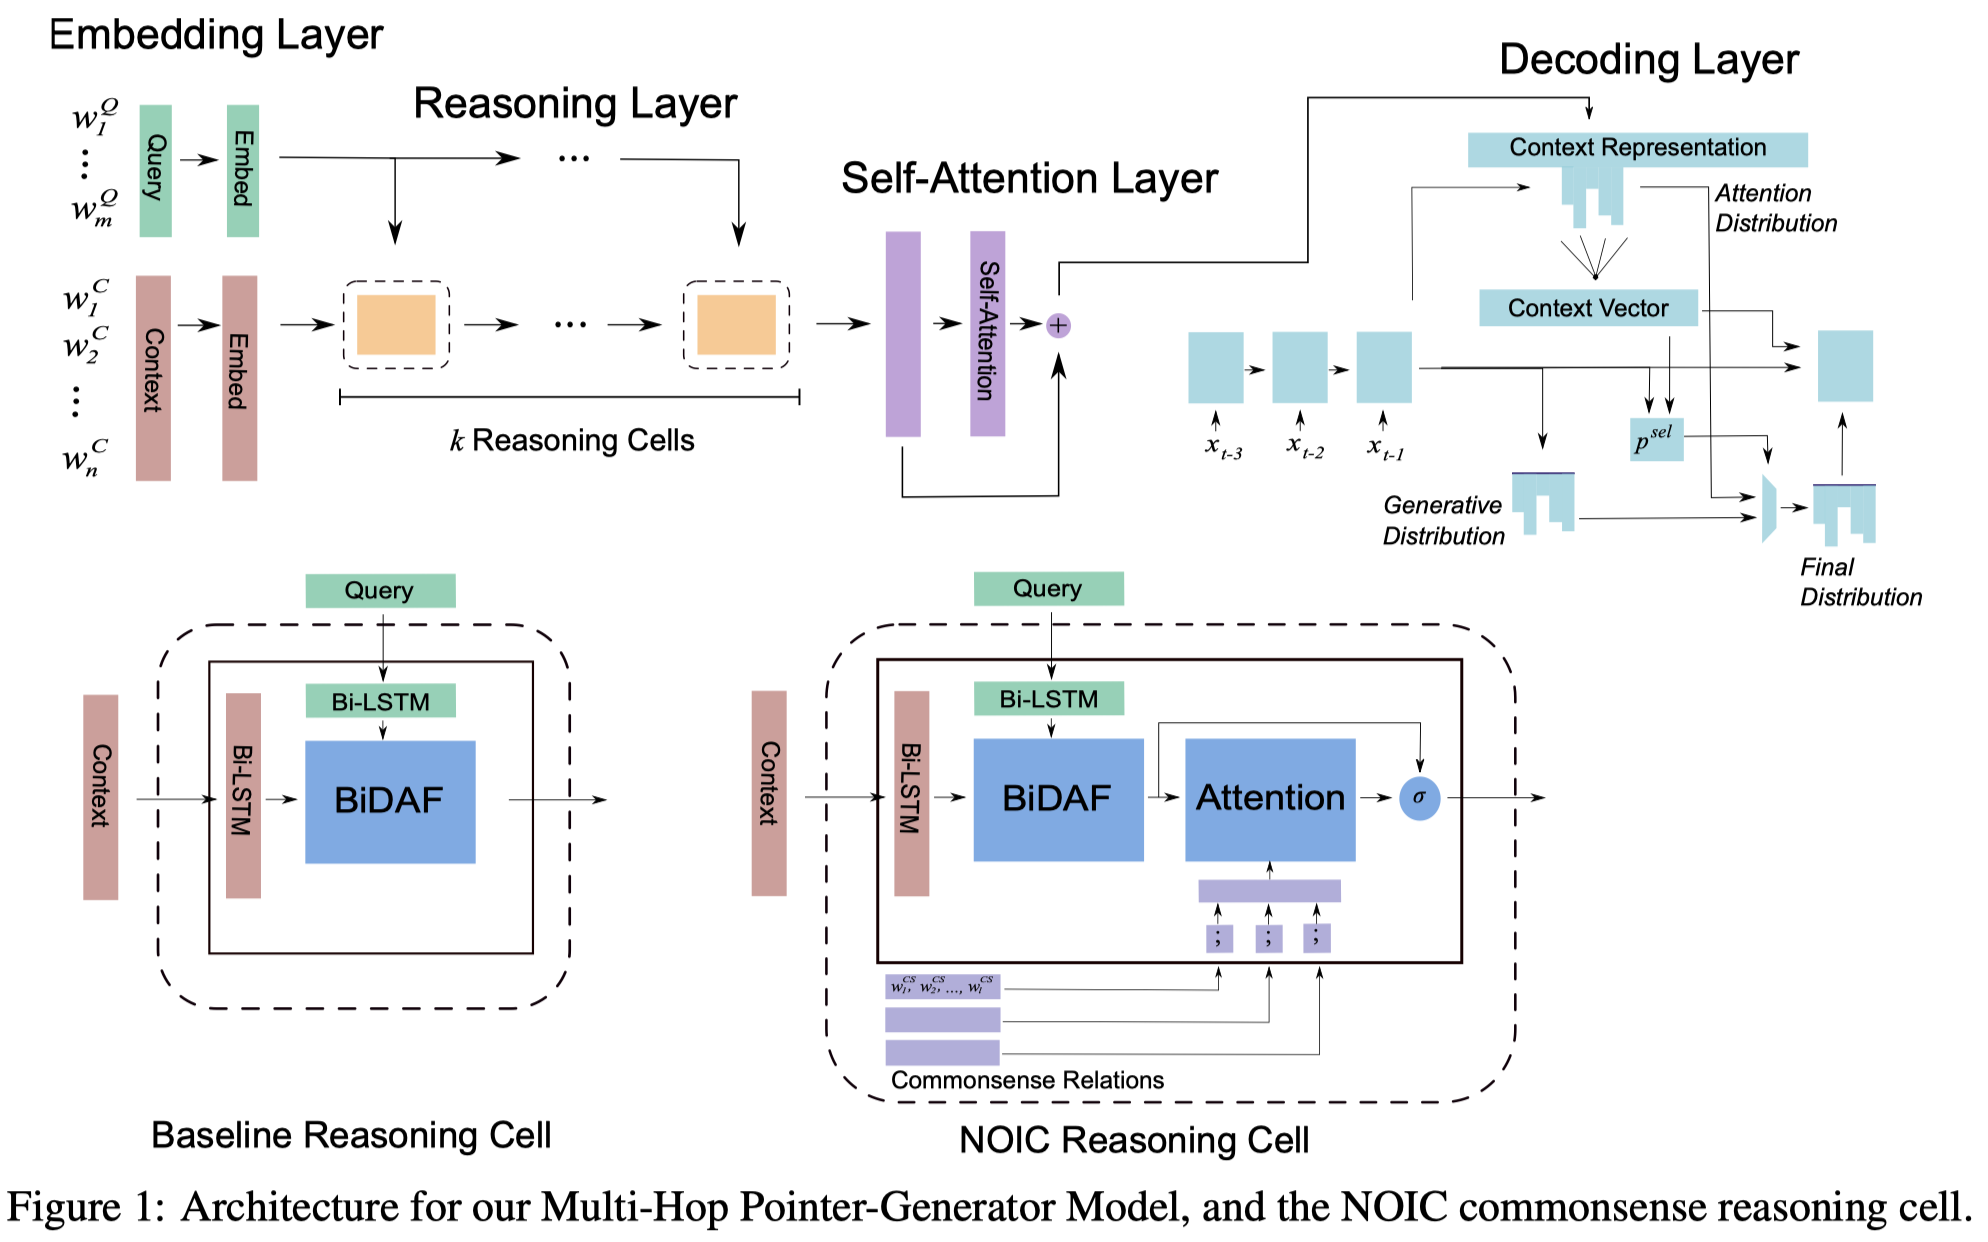 Embedding Layer
Reasoning Layer
Self-Attention Layer
Decoding Layer
w_1^Q
...
w_m^Q
Query
Embed
w_1^C
w_2^C
...
w_n^C
Context
Embed
...
...
k Reasoning Cells
Self-Attention
+
Context Representation
Attention
Distribution
Context Vector
x_{t-3}
x_{t-2}
x_{t-1}
p^{sel}
Generative
Distribution
Final
Distribution
Query
Bi-LSTM
Context
Bi-LSTM
BiDAF
Baseline Reasoning Cell
Query
Bi-LSTM
Context
Bi-LSTM
BiDAF
Attention
σ
; ; ;
w_1^{CS}, w_2^{CS}, ..., w_l^{CS}
Commonsense Relations
NOIC Reasoning Cell
Figure 1: Architecture for our Multi-Hop Pointer-Generator Model, and the NOIC commonsense reasoning cell.